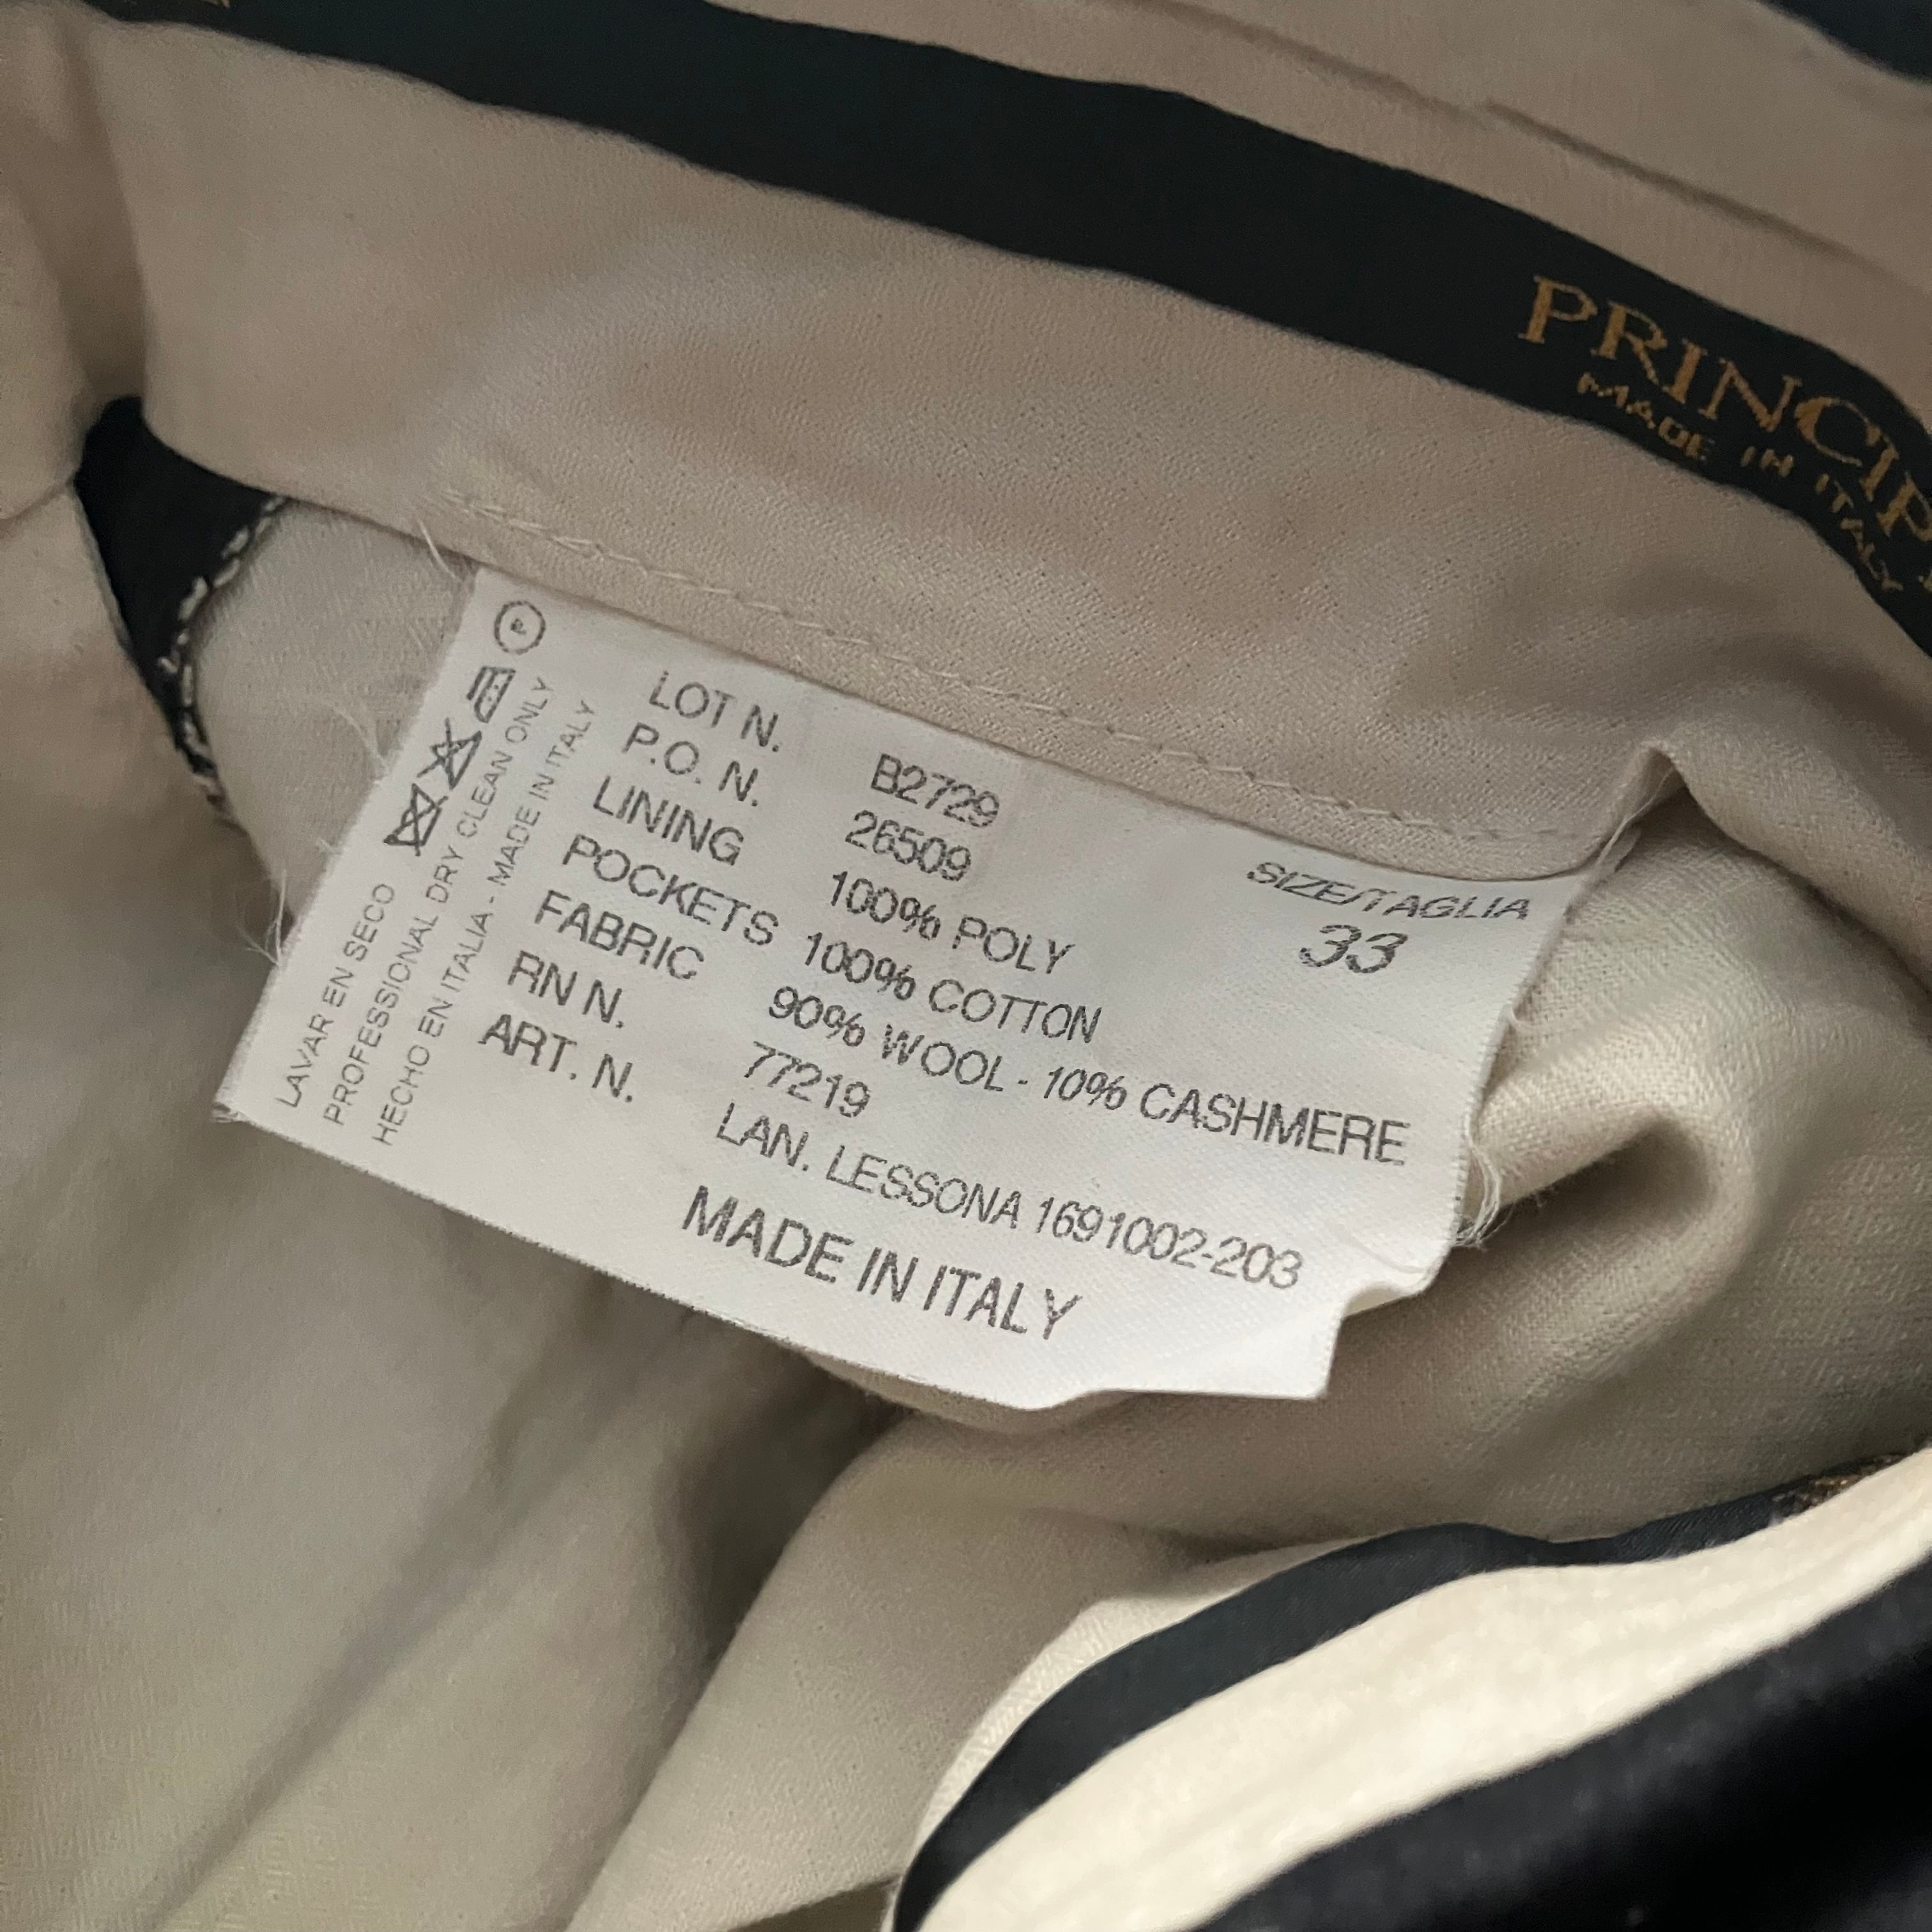 PRINCIP
MADE IN ITALY
P
LAVAR EN SECO
PROFESSIONAL DRY CLEAN ONLY
HECHO EN ITALIA - MADE IN ITALY
LOT N. B2729
P.O. N. 26509
LINING 100% POLY
POCKETS 100% COTTON
FABRIC 90% WOOL - 10% CASHMERE
RN N. 77219
ART. N. LAN. LESSONA 1691002-203
MADE IN ITALY
SIZE/TAGLIA
33